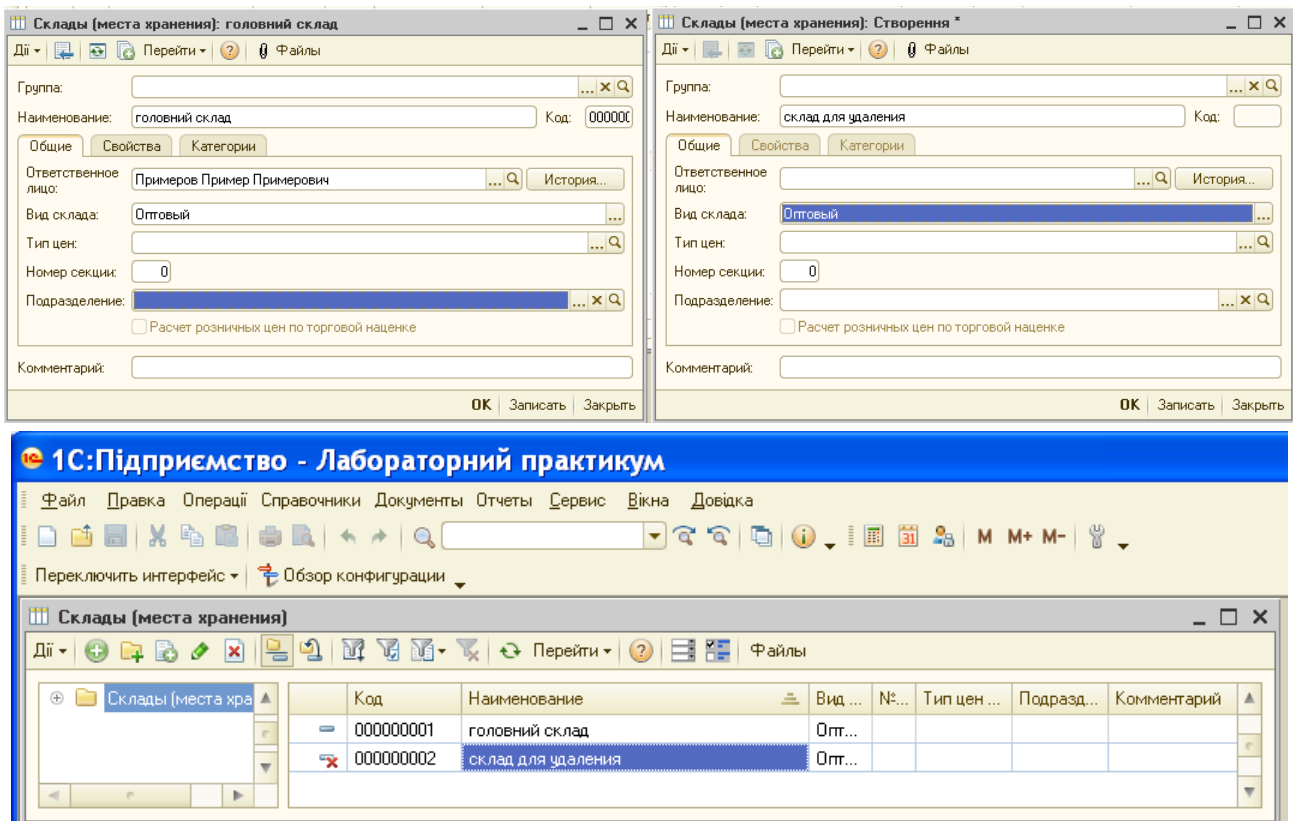 Склады (места хранения): головний склад
Дії Перейти Файлы
Группа:
Наименование: головний склад Код: 000000
Общие Свойства Категории
Ответственное лицо: Примеров Пример Примерович ... История...
Вид склада: Оптовый ...
Тип цен: ...
Номер секции: 0
Подразделение: ...
Расчет розничных цен по торговой наценке
Комментарий:
OK Записать Закрыть
Склады (места хранения): Створення *
Дії Перейти Файлы
Группа: ...
Наименование: склад для удаления Код:
Общие Свойства Категории
Ответственное лицо: ... История...
Вид склада: Оптовый ...
Тип цен: ...
Номер секции: 0
Подразделение: ...
Расчет розничных цен по торговой наценке
Комментарий:
OK Записать Закрыть
1С:Підприємство - Лабораторний практикум
Файл Правка Операції Справочники Документы Отчеты Сервис Вікна Довідка
31 M M+ M-
Переключить интерфейс Обзор конфигурации
Склады (места хранения)
Дії Перейти Файлы
Склады (места хра
Код Наименование Вид ... №... Тип цен ... Подразд... Комментарий
000000001 головний склад Опт...
000000002 склад для удаления Опт...